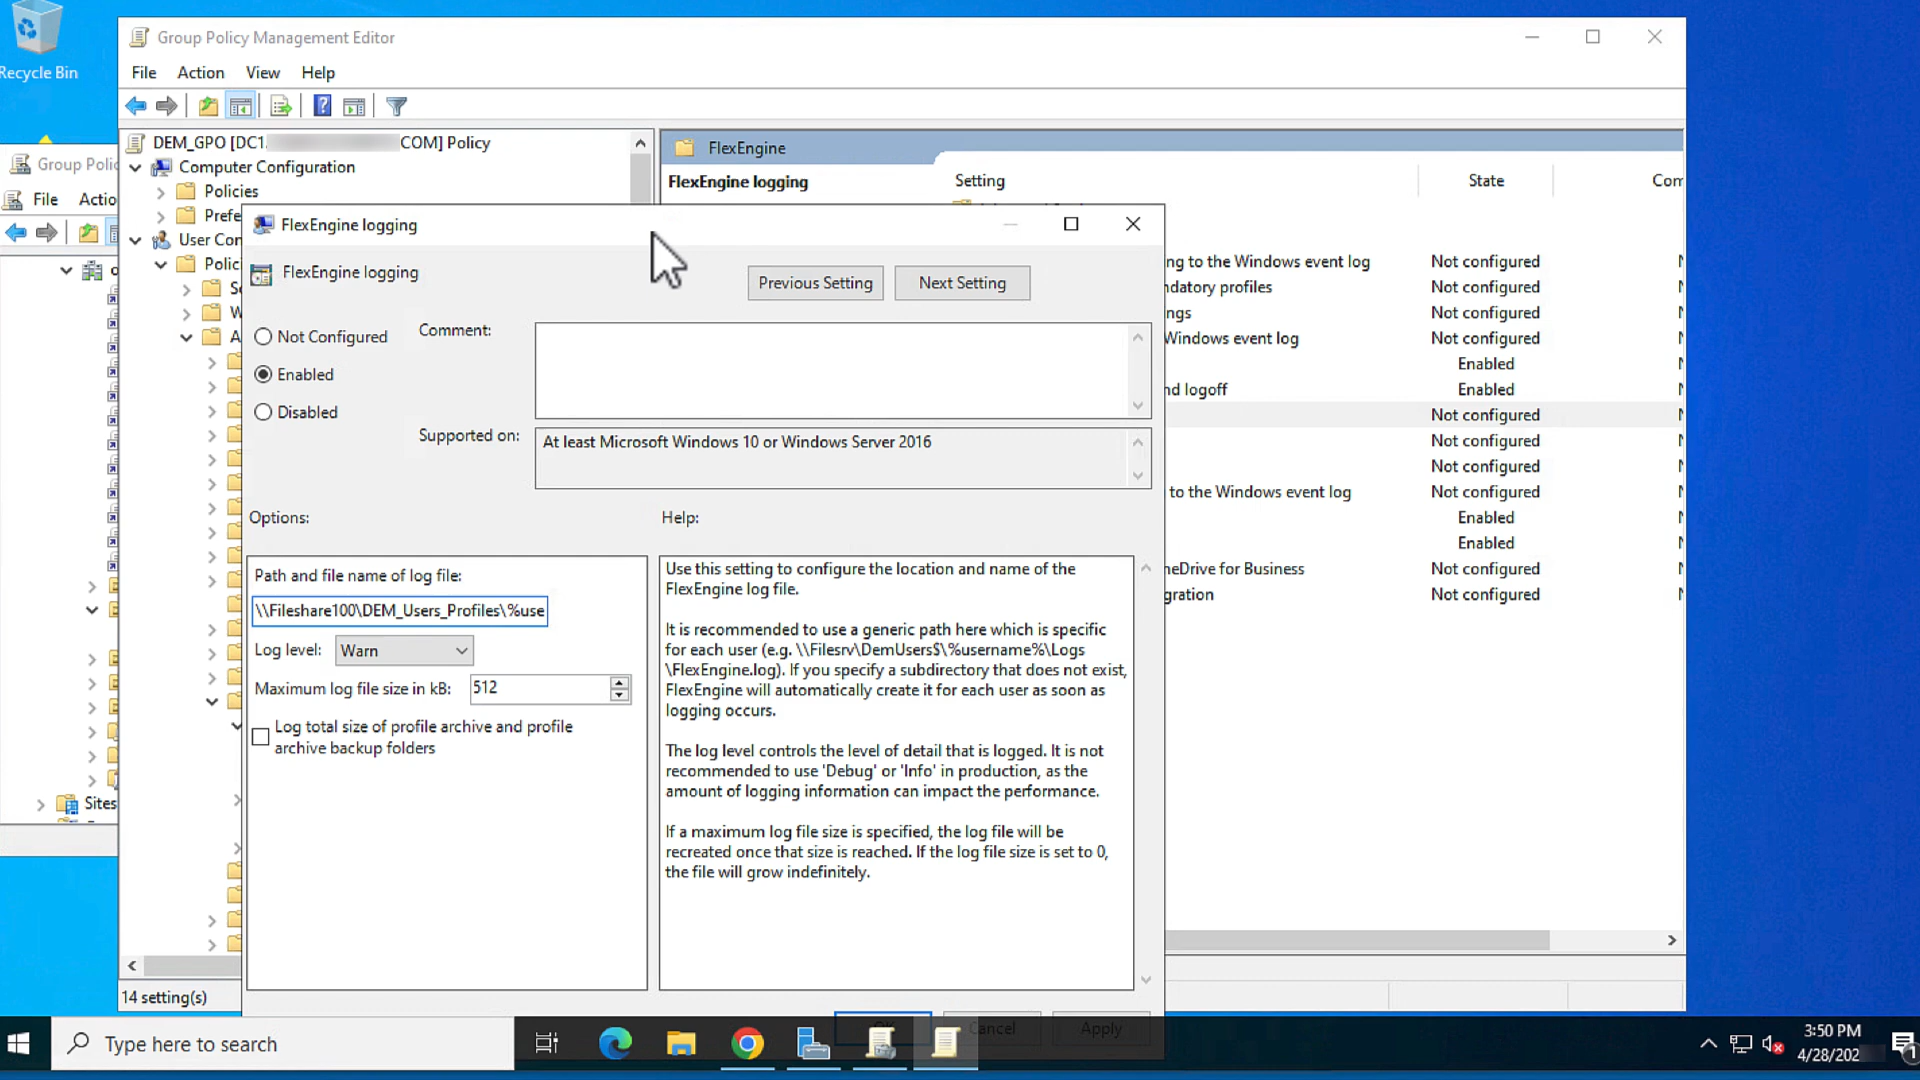 Recycle Bin
Group Policy Management Editor
File Action View Help
DEM_GPO [DC1. COM] Policy
Computer Configuration
Policies
Prefe
User Con
Polic
S
W
A
Group Polic
File Actio
Sites
14 setting(s)
FlexEngine
FlexEngine logging
Setting State Com
ng to the Windows event log Not configured
ndatory profiles Not configured
ngs Not configured
Windows event log Not configured
Enabled
nd logoff Enabled
Not configured
Not configured
Not configured
to the Windows event log Not configured
Enabled
Enabled
neDrive for Business Not configured
gration Not configured
FlexEngine logging
FlexEngine logging
Previous Setting Next Setting
Not Configured
Enabled
Disabled
Comment:
Supported on:
At least Microsoft Windows 10 or Windows Server 2016
Options:
Help:
Path and file name of log file:
\\Fileshare100\DEM_Users_Profiles\%use
Log level: Warn
Maximum log file size in kB: 512
Log total size of profile archive and profile
archive backup folders
Use this setting to configure the location and name of the
FlexEngine log file.
It is recommended to use a generic path here which is specific
for each user (e.g. \\Filesrv\DemUsers$\%username%\Logs
\FlexEngine.log). If you specify a subdirectory that does not exist,
FlexEngine will automatically create it for each user as soon as
logging occurs.
The log level controls the level of detail that is logged. It is not
recommended to use 'Debug' or 'Info' in production, as the
amount of logging information can impact the performance.
If a maximum log file size is specified, the log file will be
recreated once that size is reached. If the log file size is set to 0,
the file will grow indefinitely.
OK Cancel Apply
Type here to search
3:50 PM
4/28/202
1